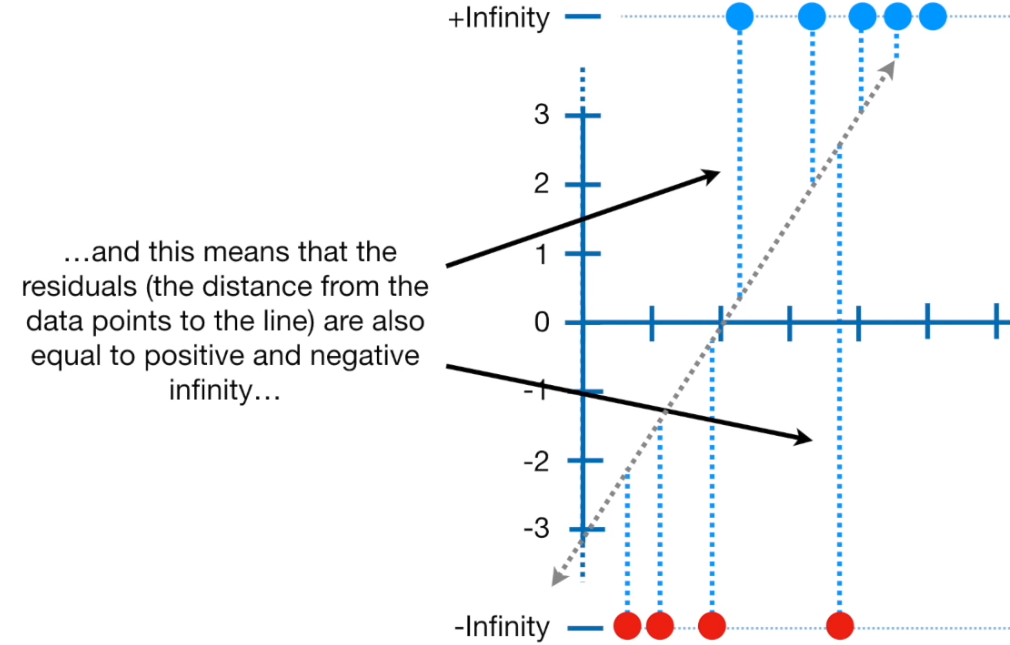 +Infinity
3
2
1
…and this means that the
residuals (the distance from the
data points to the line) are also
equal to positive and negative
infinity…
0
-1
-2
-3
-Infinity